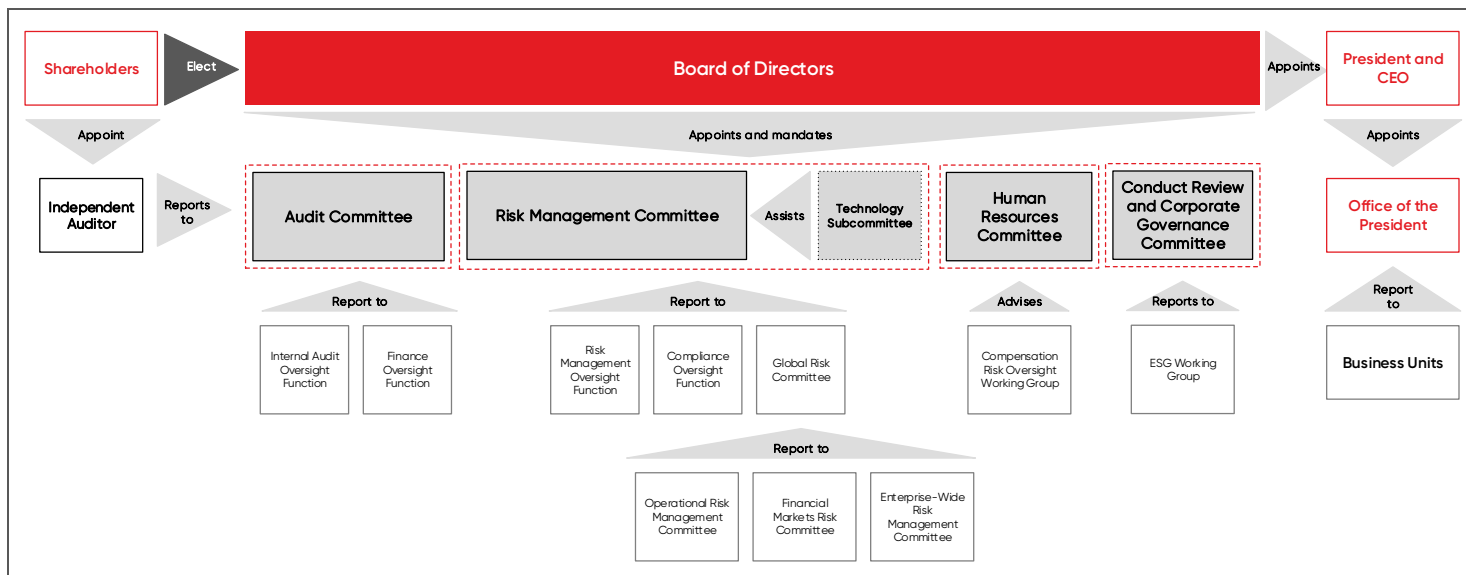 Shareholders
Elect
Board of Directors
Appoints
President and
CEO
Appoint
Appoints and mandates
Appoints
Independent
Auditor
Reports
to
Audit Committee
Risk Management Committee
Assists
Technology
Subcommittee
Human
Resources
Committee
Conduct Review
and Corporate
Governance
Committee
Office of the
President
Report to
Report to
Advises
Reports to
Report
to
Internal Audit
Oversight
Function
Finance
Oversight
Function
Risk
Management
Oversight
Function
Compliance
Oversight
Function
Global Risk
Committee
Compensation
Risk Oversight
Working Group
ESG Working
Group
Business Units
Report to
Operational Risk
Management
Committee
Financial
Markets Risk
Committee
Enterprise-Wide
Risk
Management
Committee